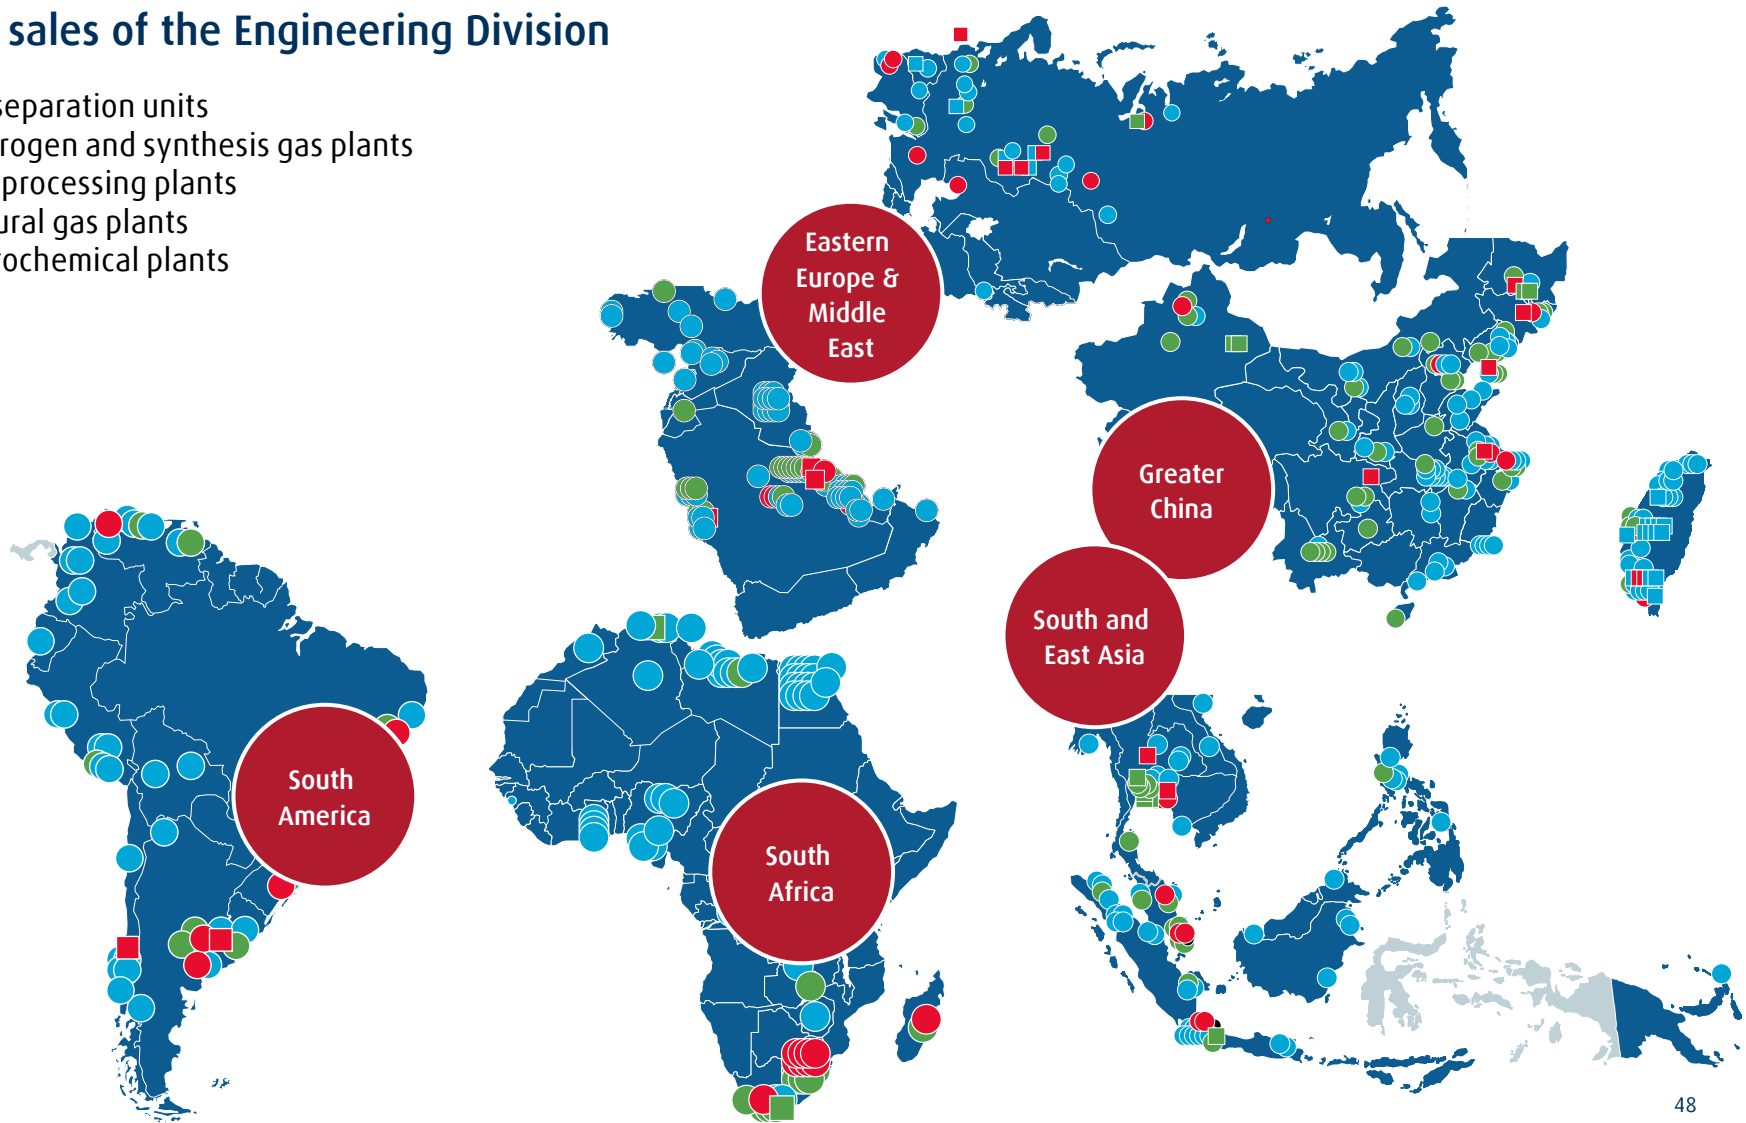 sales of the Engineering Division
separation units
rogen and synthesis gas plants
processing plants
ural gas plants
rochemical plants
Eastern
Europe &
Middle
East
Greater
China
South and
East Asia
South
America
South
Africa
48